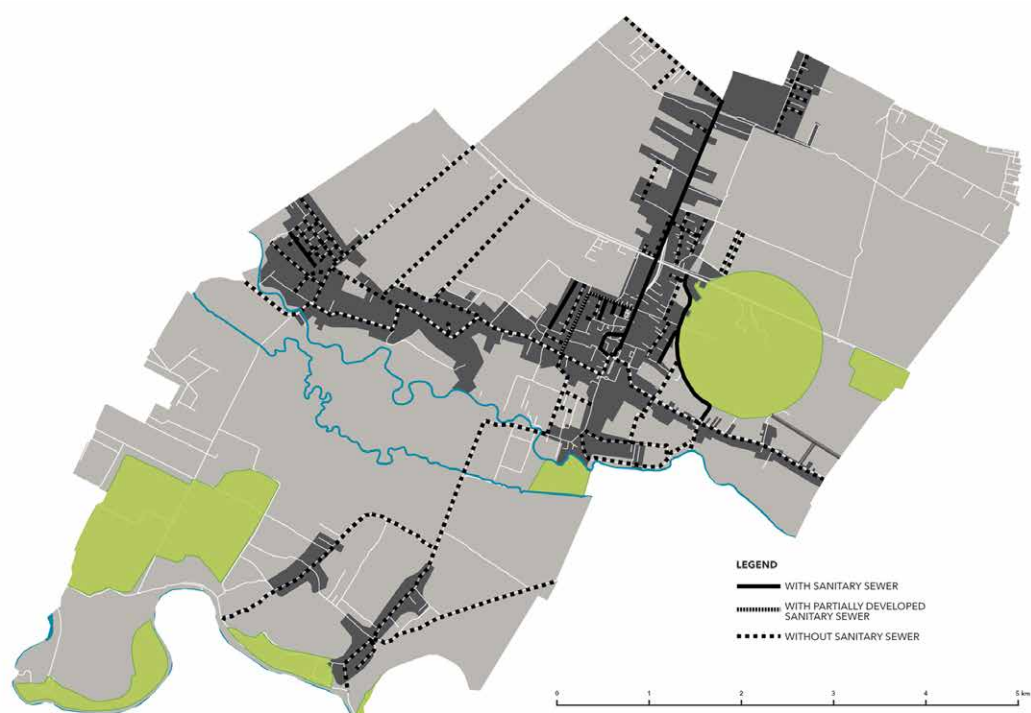 LEGEND
WITH SANITARY SEWER
WITH PARTIALLY DEVELOPED
SANITARY SEWER
WITHOUT SANITARY SEWER
0 1 2 3 4 5 km